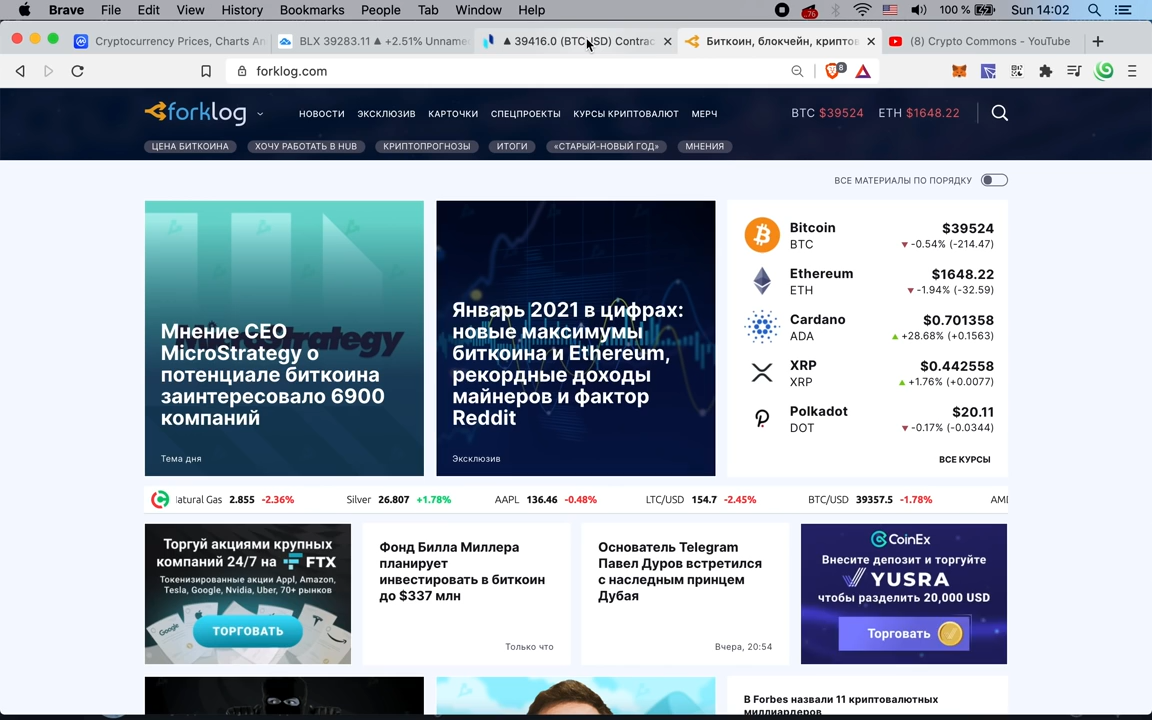 Brave File Edit View History Bookmarks People Tab Window Help
.76
100 % Sun 14:02
Cryptocurrency Prices, Charts An
BLX 39283.11 ▲ +2.51% Unname
▲ 39416.0 (BTCUSD) Contrac
Биткоин, блокчейн, криптов
(8) Crypto Commons - YouTube
forklog.com
8
forklog
НОВОСТИ ЭКСКЛЮЗИВ КАРТОЧКИ СПЕЦПРОЕКТЫ КУРСЫ КРИПТОВАЛЮТ МЕРЧ
BTC $39524 ETH $1648.22
ЦЕНА БИТКОИНА ХОЧУ РАБОТАТЬ В HUB КРИПТОПРОГНОЗЫ ИТОГИ «СТАРЫЙ-НОВЫЙ ГОД» МНЕНИЯ
ВСЕ МАТЕРИАЛЫ ПО ПОРЯДКУ
MicroStrategy
Мнение CEO
MicroStrategy о
потенциале биткоина
заинтересовало 6900
компаний
Тема дня
Январь 2021 в цифрах:
новые максимумы
биткоина и Ethereum,
рекордные доходы
майнеров и фактор
Reddit
Эксклюзив
Bitcoin $39524
BTC ▼ -0.54% (-214.47)
Ethereum $1648.22
ETH ▼ -1.94% (-32.59)
Cardano $0.701358
ADA ▲ +28.68% (+0.1563)
XRP $0.442558
XRP ▲ +1.76% (+0.0077)
Polkadot $20.11
DOT ▼ -0.17% (-0.0344)
ВСЕ КУРСЫ
atural Gas 2.855 -2.36% Silver 26.807 +1.78% AAPL 136.46 -0.48% LTC/USD 154.7 -2.45% BTC/USD 39357.5 -1.78% AM
Торгуй акциями крупных
компаний 24/7 на FTX
Токенизированные акции Appl, Amazon,
Tesla, Google, Nvidia, Uber, 70+ рынков
Google
ТОРГОВАТЬ
Фонд Билла Миллера
планирует
инвестировать в биткоин
до $337 млн
Только что
Основатель Telegram
Павел Дуров встретился
с наследным принцем
Дубая
Вчера, 20:54
CoinEx
Внесите депозит и торгуйте
YUSRA
чтобы разделить 20,000 USD
Торговать
В Forbes назвали 11 криптовалютных
миллиардеров